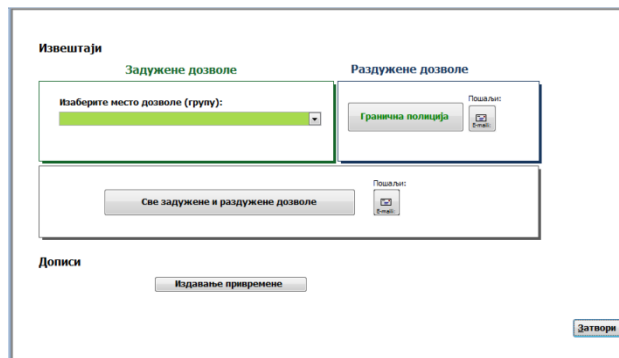 Извештаји
Задужене дозволе
Раздужене дозволе
Изаберите место дозволе (групу):
Пошаљи:
Гранична полиција
E-mail:
Пошаљи:
Све задужене и раздужене дозволе
E-mail:
Дописи
Издавање привремене
Затвори